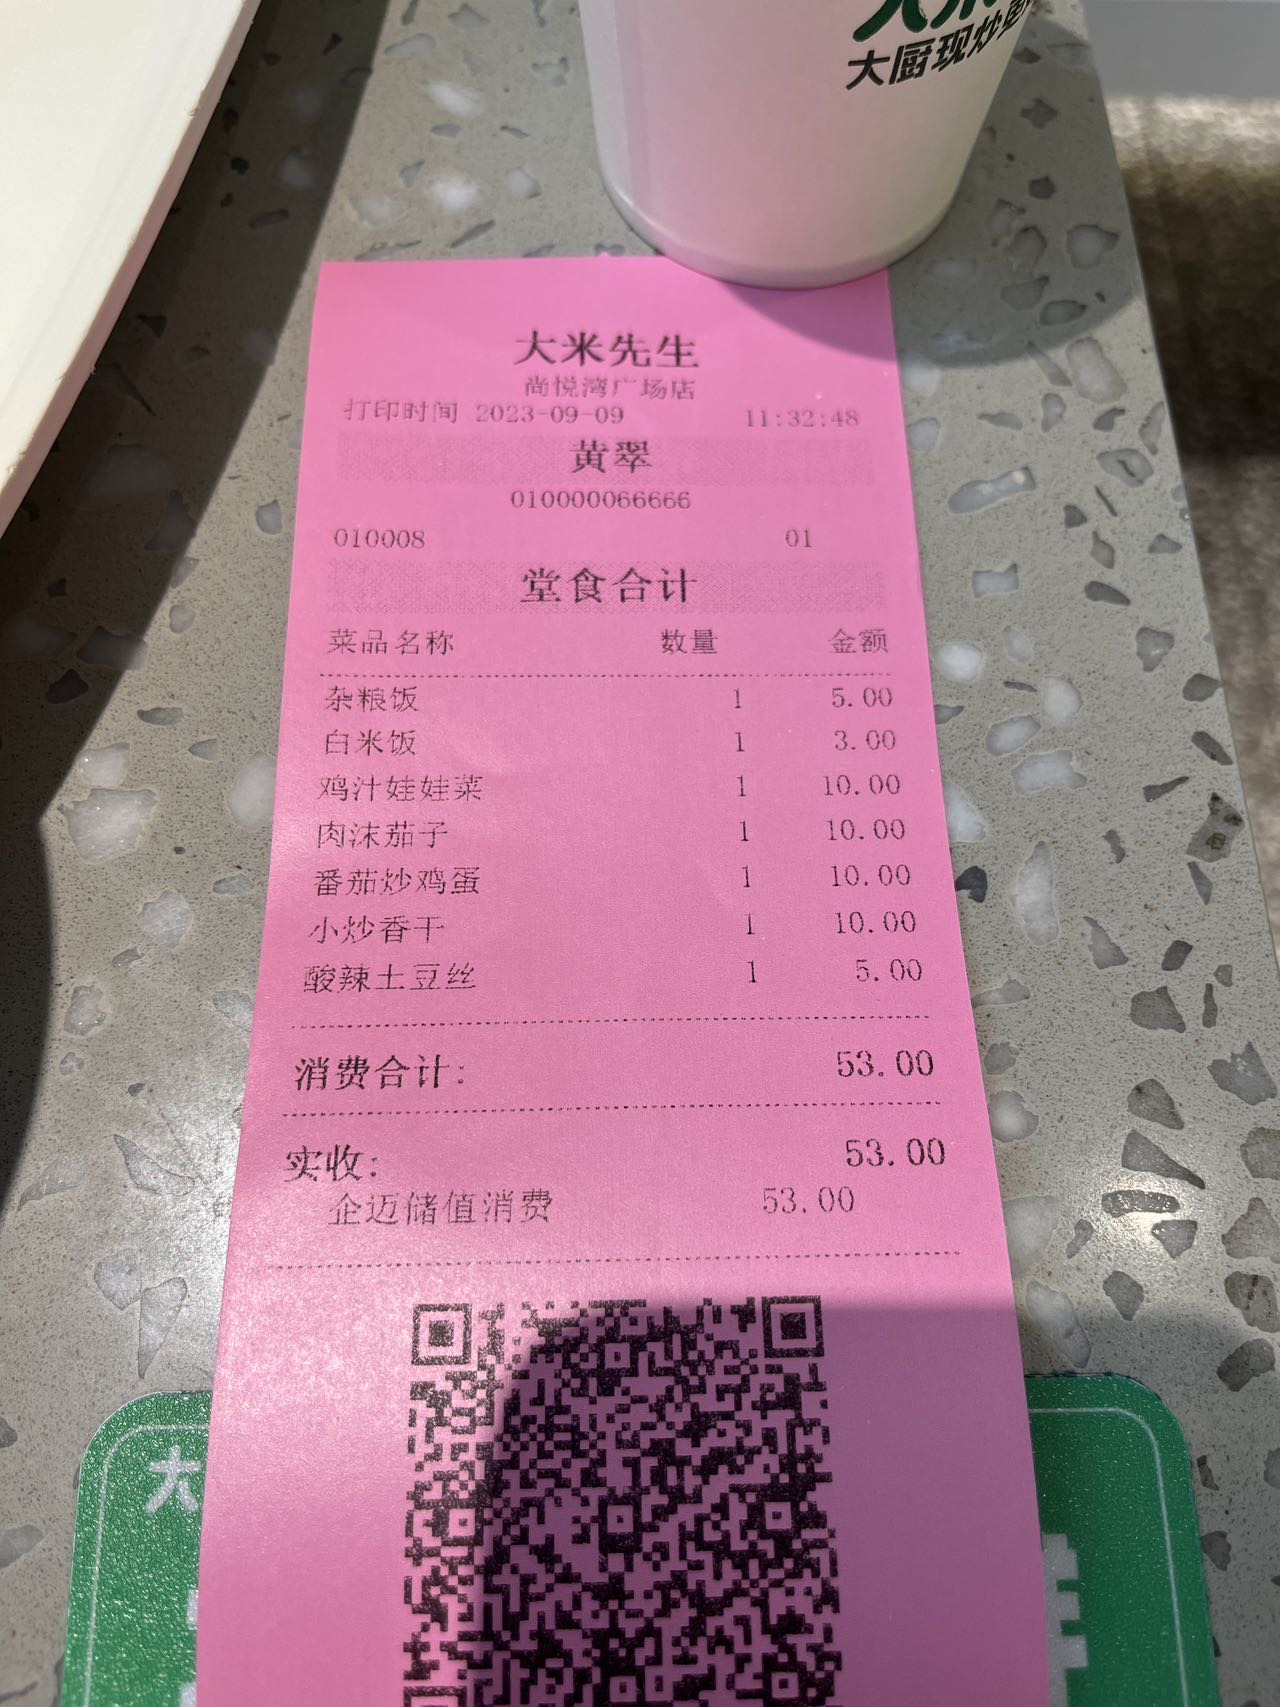 大厨现炒
大米先生
尚悦湾广场店
打印时间 2023-09-09 11:32:48
黄翠
010000066666
010008 01
堂食合计
菜品名称 数量 金额
杂粮饭 1 5.00
白米饭 1 3.00
鸡汁娃娃菜 1 10.00
肉沫茄子 1 10.00
番茄炒鸡蛋 1 10.00
小炒香干 1 10.00
酸辣土豆丝 1 5.00
消费合计: 53.00
实收: 53.00
企迈储值消费 53.00
大